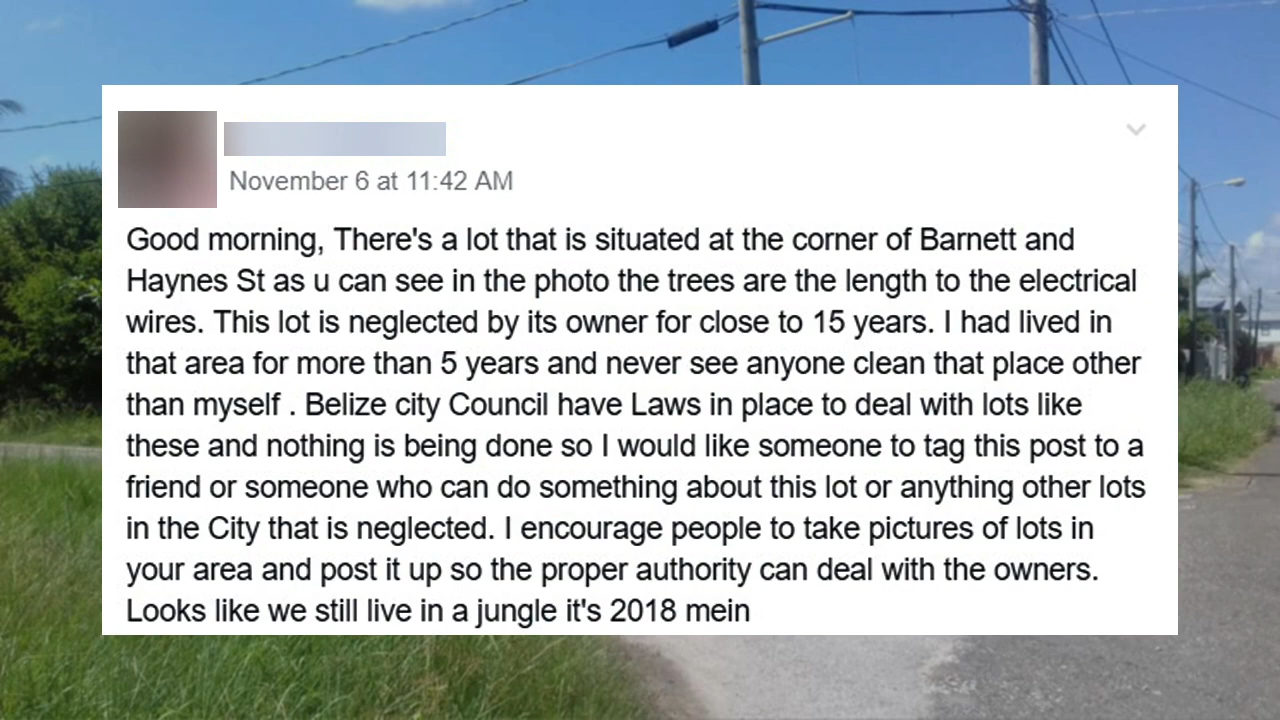 November 6 at 11:42 AM
Good morning, There's a lot that is situated at the corner of Barnett and
Haynes St as u can see in the photo the trees are the length to the electrical
wires. This lot is neglected by its owner for close to 15 years. I had lived in
that area for more than 5 years and never see anyone clean that place other
than myself . Belize city Council have Laws in place to deal with lots like
these and nothing is being done so I would like someone to tag this post to a
friend or someone who can do something about this lot or anything other lots
in the City that is neglected. I encourage people to take pictures of lots in
your area and post it up so the proper authority can deal with the owners.
Looks like we still live in a jungle it's 2018 mein